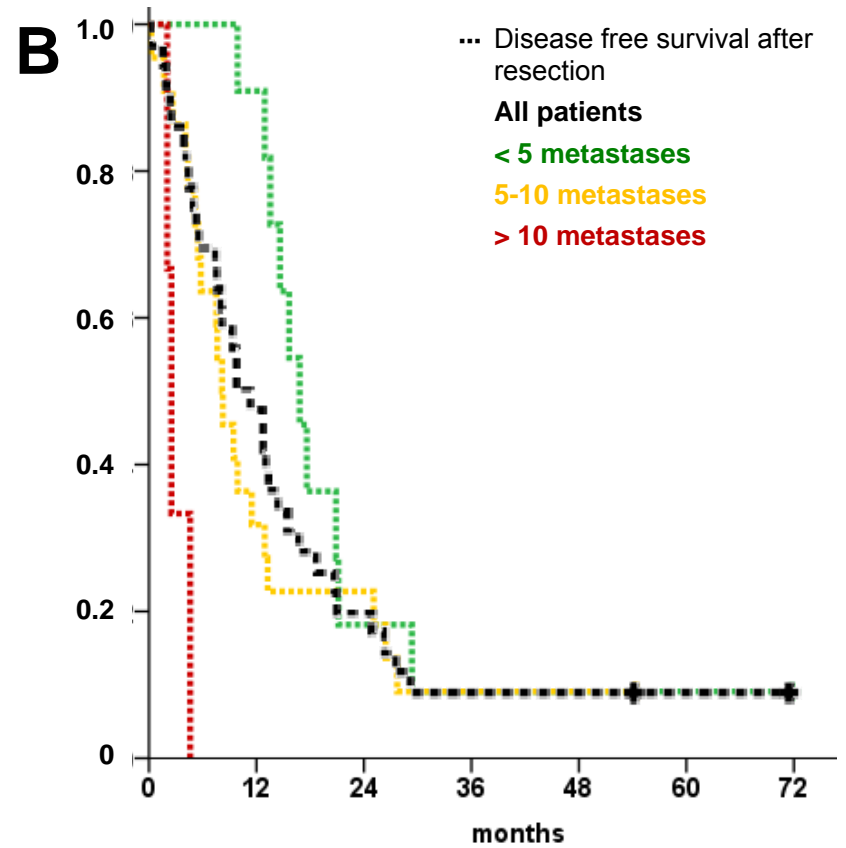 B
1.0
0.8
0.6
0.4
0.2
0
Disease free survival after
resection
All patients
< 5 metastases
5-10 metastases
> 10 metastases
0 12 24 36 48 60 72
months